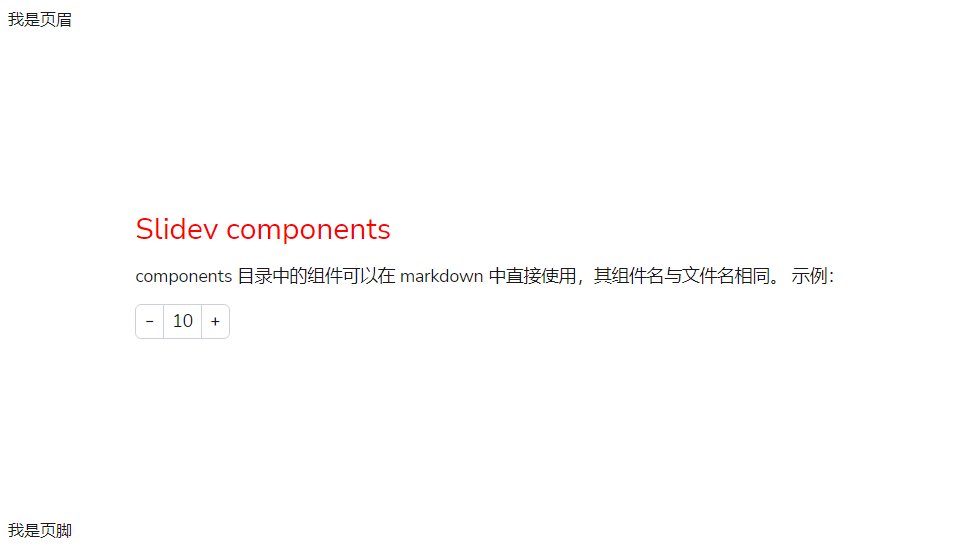 我是页眉
Slidev components
components 目录中的组件可以在 markdown 中直接使用，其组件名与文件名相同。 示例：
- 10 +
我是页脚